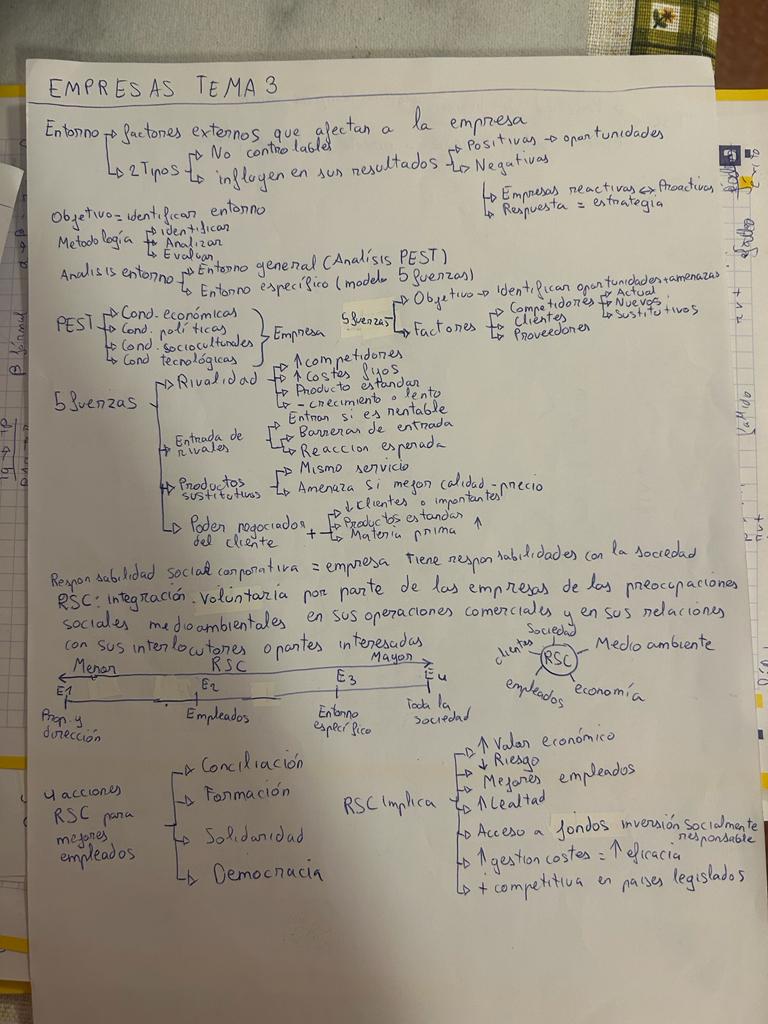 EMPRESAS TEMA 3
Entorno → factores externos que afectan a la empresa
→ 2 Tipos → No controlables
→ influyen en sus resultados → Positivas → oportunidades
→ Negativas
→ Empresas reactivas ↔ Proactivas
→ Respuesta = estrategia
Objetivo = identificar entorno
Metodología → identificar
→ Analizar
→ Evaluar
Analisis entorno → Entorno general (Analísis PEST)
→ Entorno específico (modelo 5 fuerzas)
PEST → Cond. económicas
→ Cond. políticas
→ Cond. socioculturales
→ Cond tecnológicas
Empresa
5 fuerzas → Objetivo → identificar oportunidades + amenazas
→ Factores → Competidores → Actual
→ Nuevos
→ Sustitutivos
→ Clientes
→ Proveedores
5 fuerzas → Rivalidad → ↑ competidores
→ ↑ Costes fijos
→ Producto estandar
→ - crecimiento o lento
→ Entrada de rivales → Entran si es rentable
→ Barreras de entrada
→ Reaccion esperada
→ Productos sustitutivos → Mismo servicio
→ Amenaza si mejor calidad - precio
→ Poder negociador del cliente + → ↓ Clientes o importantes
→ Productos estandar
→ Materia prima ↑
Responsabilidad social corporativa = empresa tiene responsabilidades con la sociedad
RSC: integración voluntaria por parte de las empresas de las preocupaciones
sociales medioambientales en sus operaciones comerciales y en sus relaciones
con sus interlocutores o partes interesadas
Menor RSC Mayor
E1 E2 E3 E4
Prop. y dirección
Empleados
Entorno específico
Toda la sociedad
Sociedad
clientes
RSC
Medio ambiente
empleados
economía
4 acciones
RSC para
mejores
empleados
→ Conciliación
→ Formación
→ Solidaridad
→ Democracia
RSC implica → ↑ Valor económico
→ ↓ Riesgo
→ Mejores empleados
→ ↑ Lealtad
→ Acceso a fondos inversión socialmente
responsable
→ ↑ gestion costes = ↑ eficacia
→ + competitiva en paises legislados